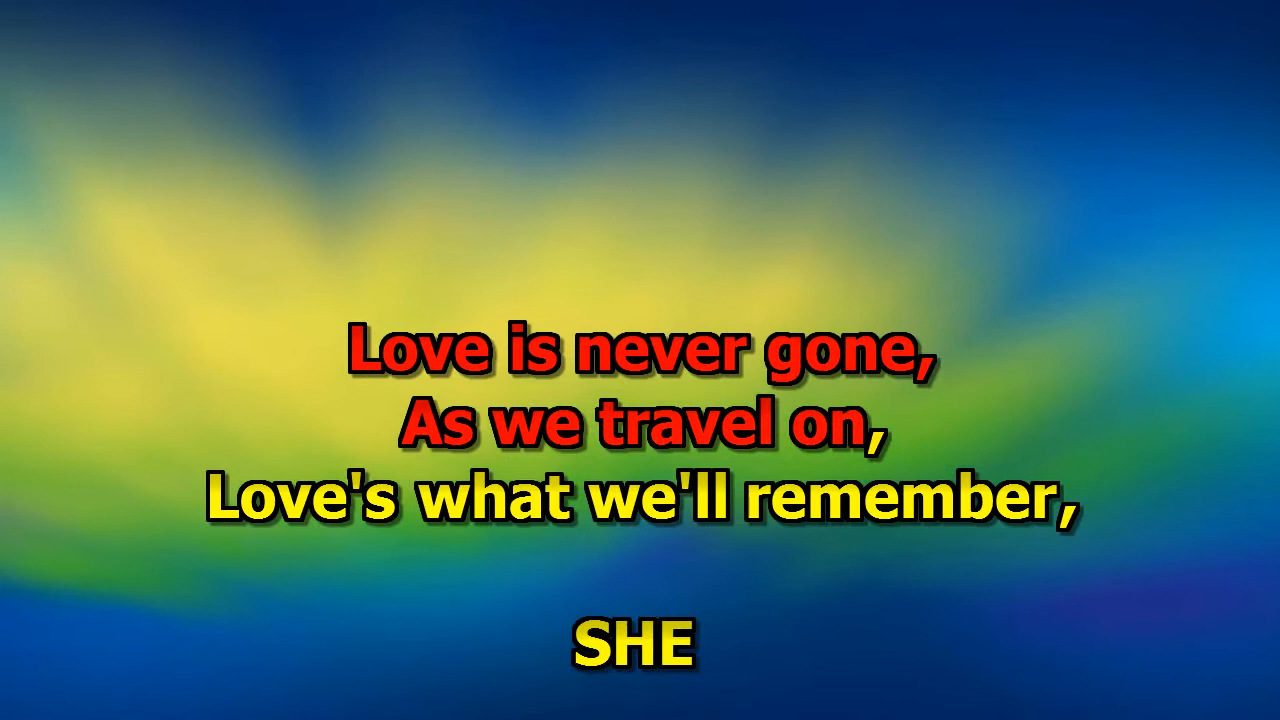 Love is never gone,
As we travel on,
Love's what we'll remember,
SHE